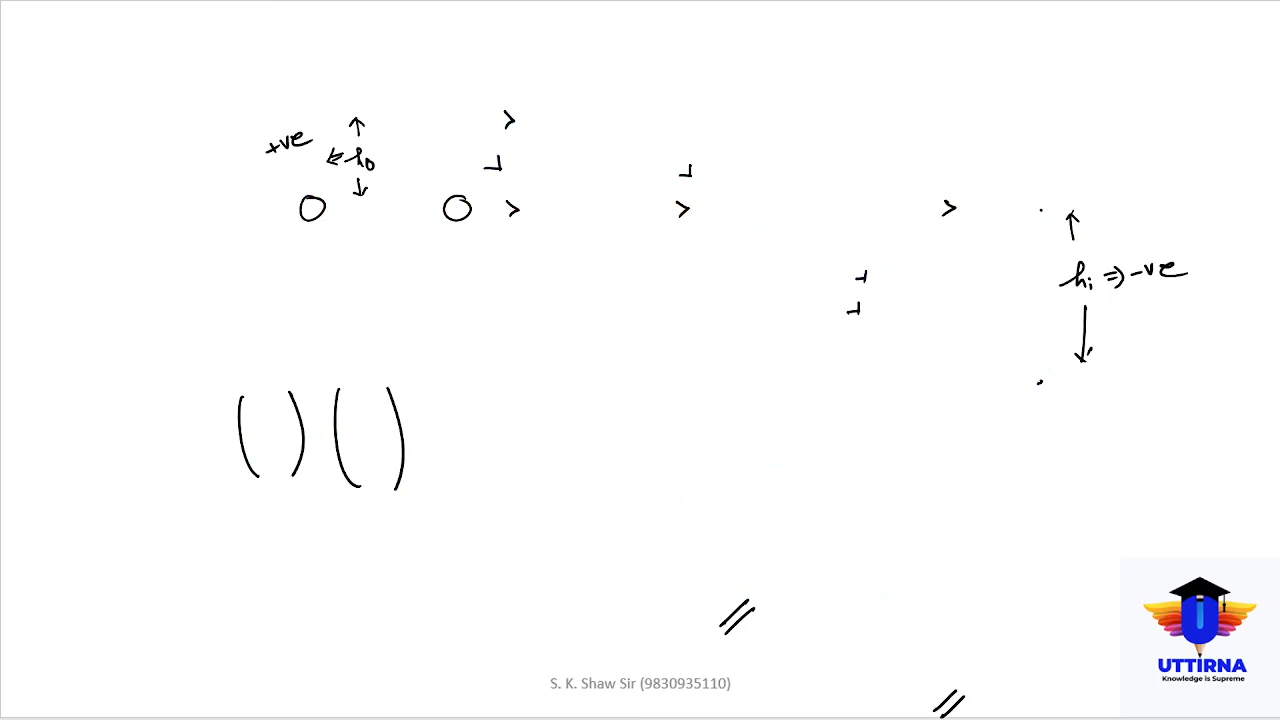 +ve ⇐ h₀
hᵢ ⇒ -ve
( ) ( )
UTTIRNA
Knowledge is Supreme
S. K. Shaw Sir (9830935110)